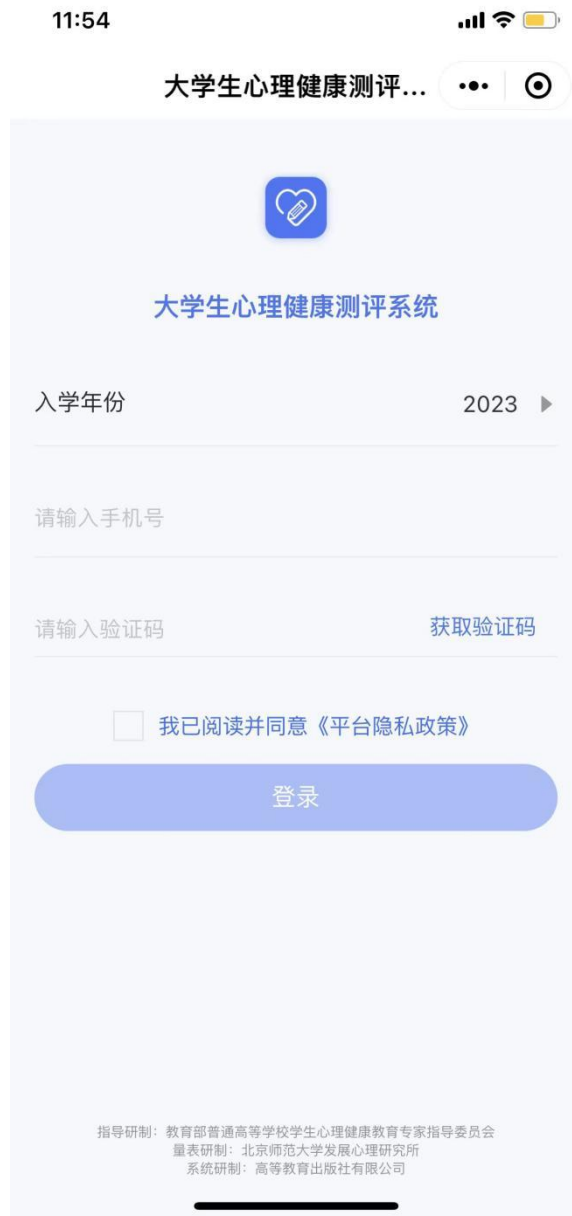 11:54
大学生心理健康测评...
大学生心理健康测评系统
入学年份 2023
请输入手机号
请输入验证码 获取验证码
我已阅读并同意《平台隐私政策》
登录
指导研制：教育部普通高等学校学生心理健康教育专家指导委员会
量表研制：北京师范大学发展心理研究所
系统研制：高等教育出版社有限公司